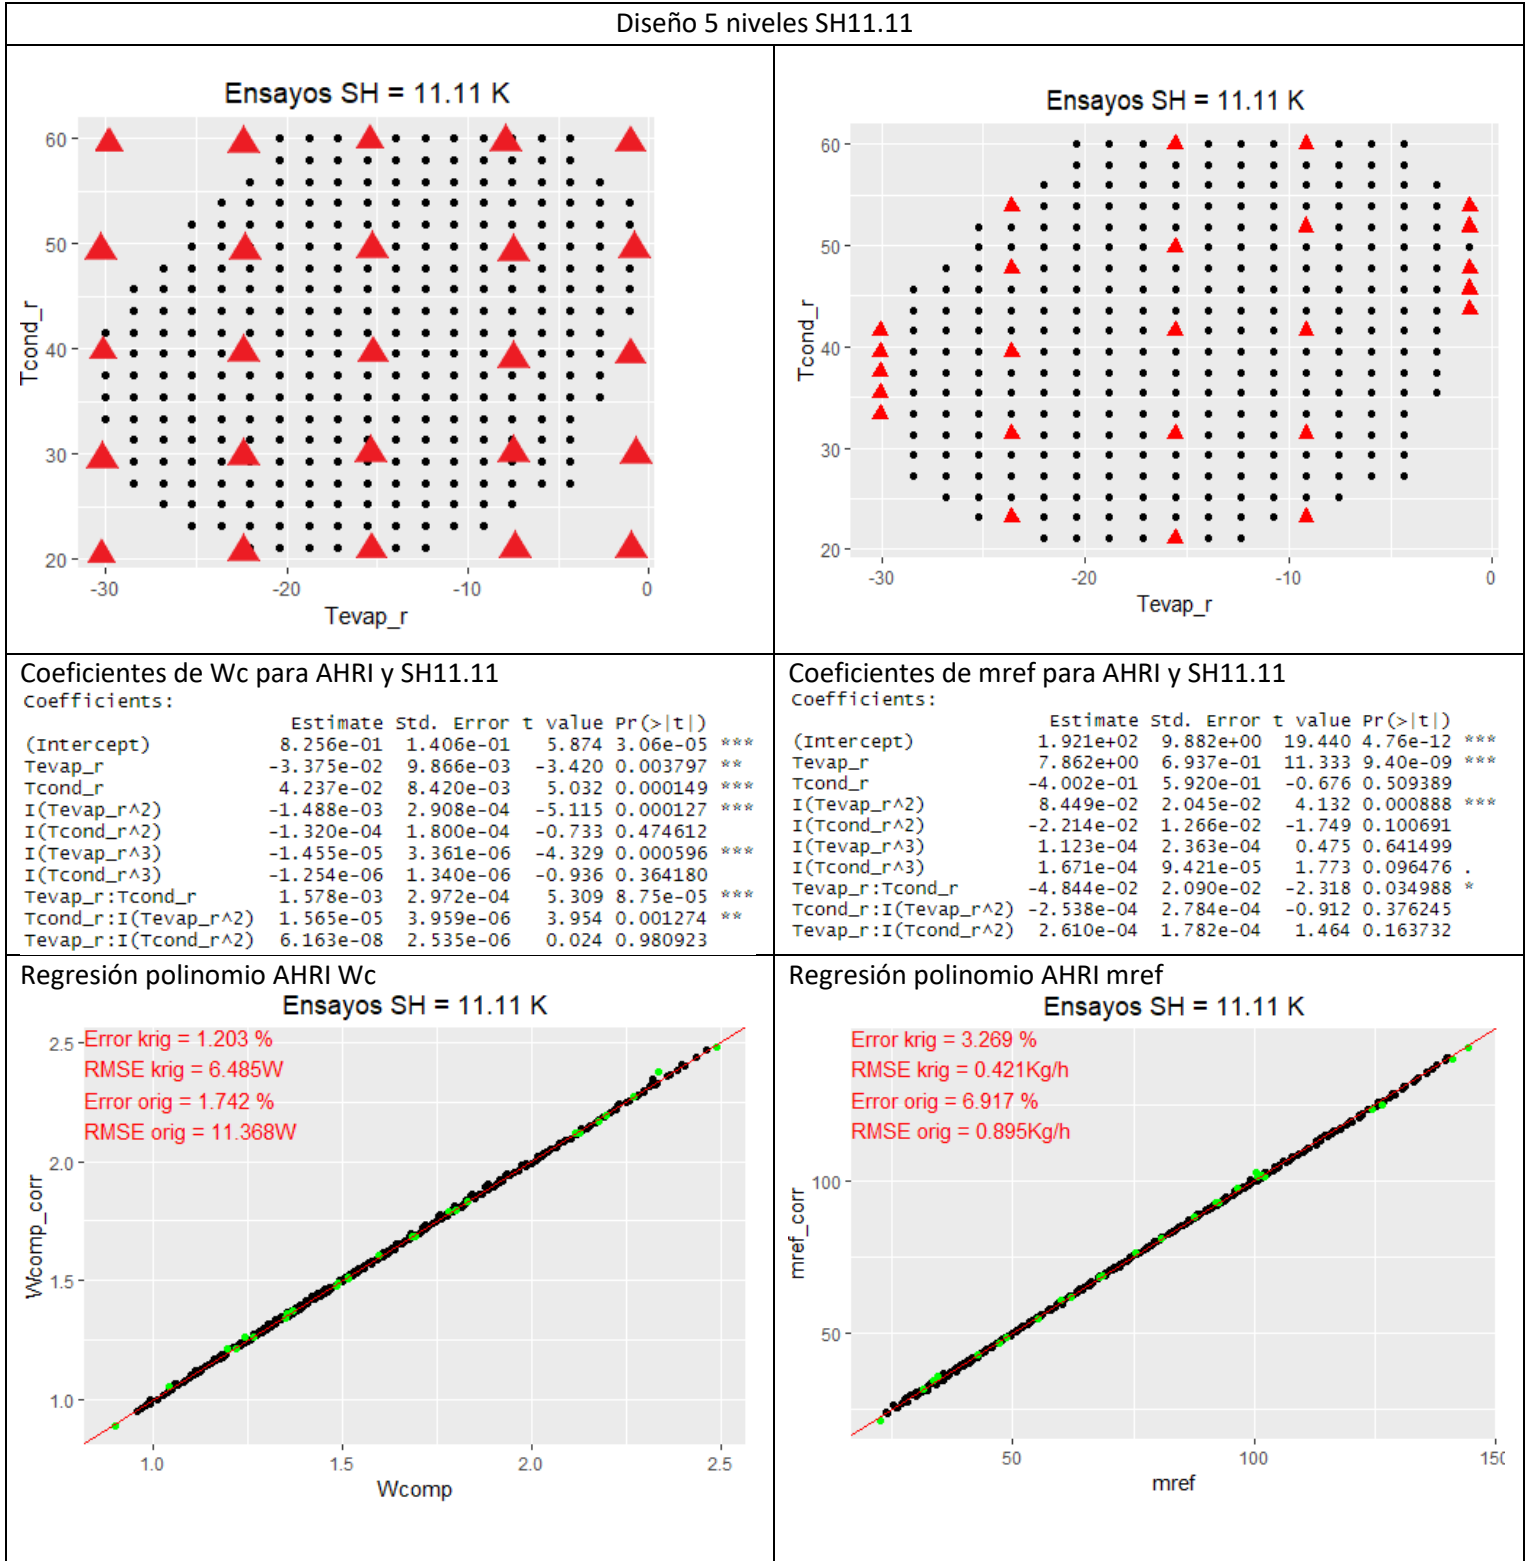 Diseño 5 niveles SH11.11
Ensayos SH = 11.11 K
60
50
40
30
20
Tcond_r
-30
-20
-10
0
Tevap_r
Ensayos SH = 11.11 K
60
50
40
30
20
Tcond_r
-30
-20
-10
0
Tevap_r
Coeficientes de Wc para AHRI y SH11.11
Coefficients:
Estimate Std. Error t value Pr(>|t|)
(Intercept) 8.256e-01 1.406e-01 5.874 3.06e-05 ***
Tevap_r -3.375e-02 9.866e-03 -3.420 0.003797 **
Tcond_r 4.237e-02 8.420e-03 5.032 0.000149 ***
I(Tevap_r^2) -1.488e-03 2.908e-04 -5.115 0.000127 ***
I(Tcond_r^2) -1.320e-04 1.800e-04 -0.733 0.474612
I(Tevap_r^3) -1.455e-05 3.361e-06 -4.329 0.000596 ***
I(Tcond_r^3) -1.254e-06 1.340e-06 -0.936 0.364180
Tevap_r:Tcond_r 1.578e-03 2.972e-04 5.309 8.75e-05 ***
Tcond_r:I(Tevap_r^2) 1.565e-05 3.959e-06 3.954 0.001274 **
Tevap_r:I(Tcond_r^2) 6.163e-08 2.535e-06 0.024 0.980923
Coeficientes de mref para AHRI y SH11.11
Coefficients:
Estimate Std. Error t value Pr(>|t|)
(Intercept) 1.921e+02 9.882e+00 19.440 4.76e-12 ***
Tevap_r 7.862e+00 6.937e-01 11.333 9.40e-09 ***
Tcond_r -4.002e-01 5.920e-01 -0.676 0.509389
I(Tevap_r^2) 8.449e-02 2.045e-02 4.132 0.000888 ***
I(Tcond_r^2) -2.214e-02 1.266e-02 -1.749 0.100691
I(Tevap_r^3) 1.123e-04 2.363e-04 0.475 0.641499
I(Tcond_r^3) 1.671e-04 9.421e-05 1.773 0.096476 .
Tevap_r:Tcond_r -4.844e-02 2.090e-02 -2.318 0.034988 *
Tcond_r:I(Tevap_r^2) -2.538e-04 2.784e-04 -0.912 0.376245
Tevap_r:I(Tcond_r^2) 2.610e-04 1.782e-04 1.464 0.163732
Regresión polinomio AHRI Wc
Ensayos SH = 11.11 K
Error krig = 1.203 %
RMSE krig = 6.485W
Error orig = 1.742 %
RMSE orig = 11.368W
2.5
2.0
1.5
1.0
Wcomp_corr
1.0
1.5
2.0
2.5
Wcomp
Regresión polinomio AHRI mref
Ensayos SH = 11.11 K
Error krig = 3.269 %
RMSE krig = 0.421Kg/h
Error orig = 6.917 %
RMSE orig = 0.895Kg/h
100
50
mref_corr
50
100
150
mref